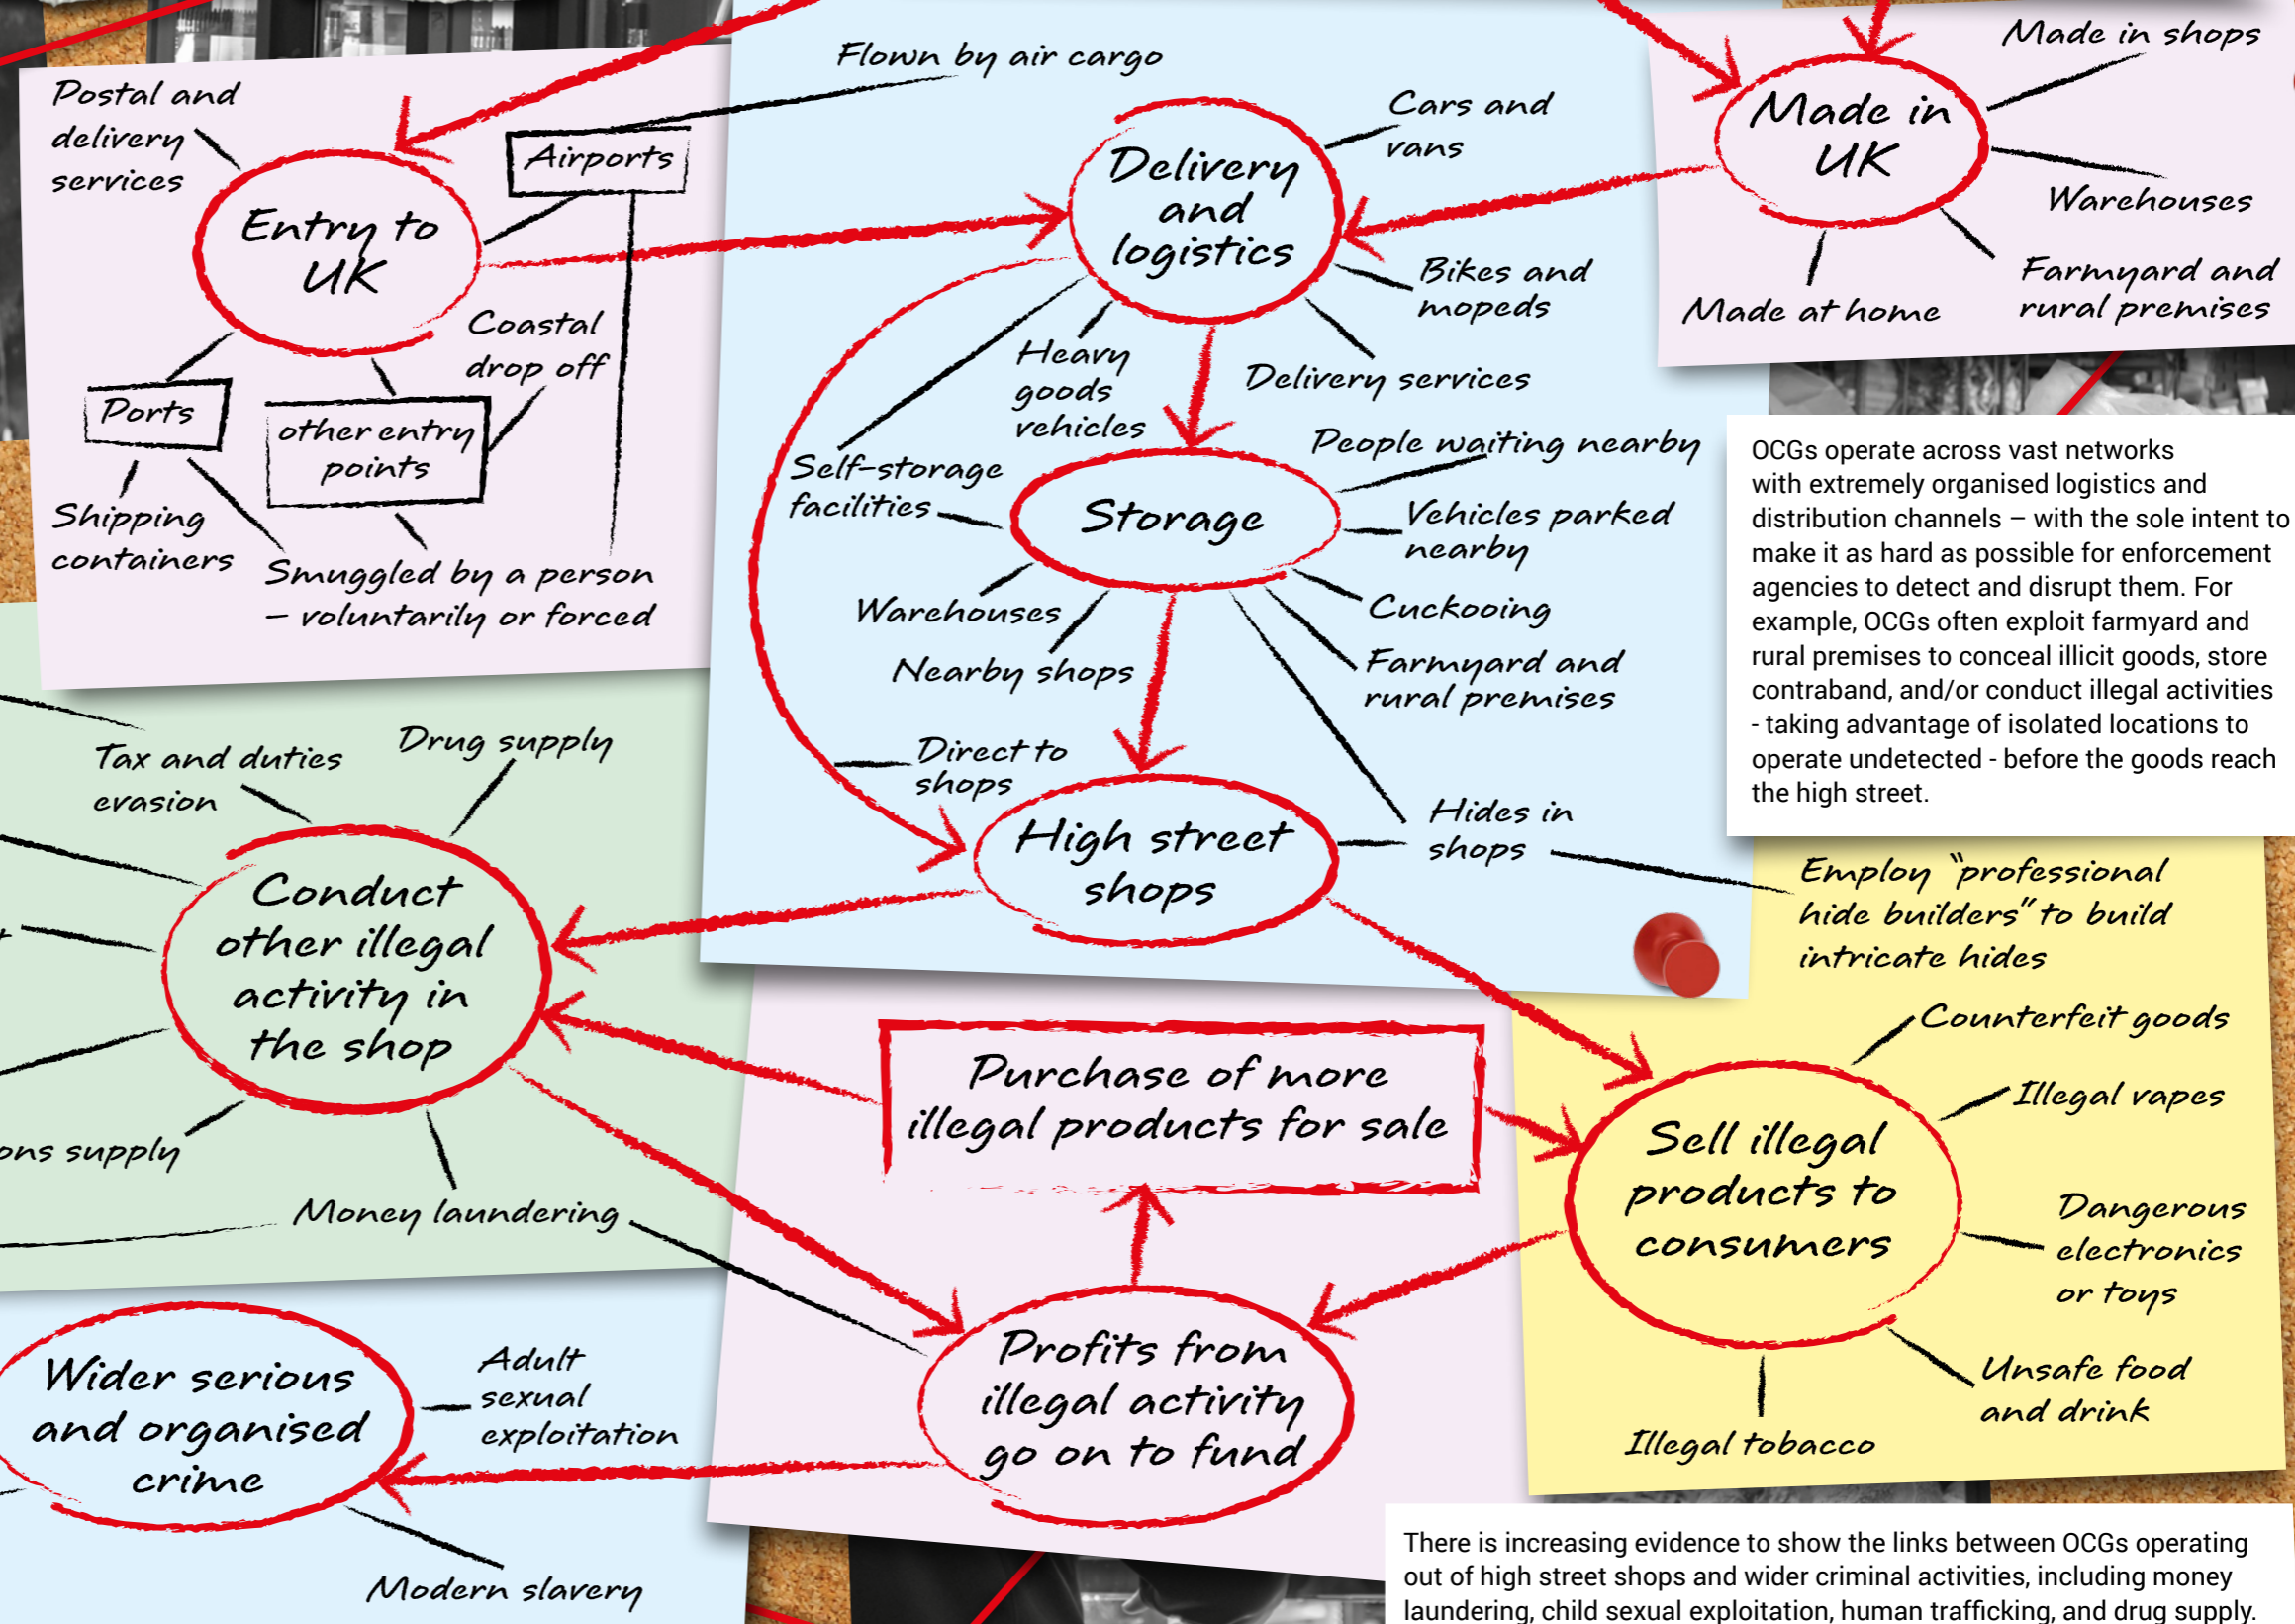 Postal and
delivery
services
Airports
Flown by air cargo
Entry to
UK
Coastal
drop off
Ports
other entry
points
Shipping
containers
Smuggled by a person
– voluntarily or forced
Delivery
and
logistics
Cars and
vans
Bikes and
mopeds
Heavy
goods
vehicles
Delivery services
Made in
UK
Made in shops
Warehouses
Farmyard and
rural premises
Made at home
Self-storage
facilities
Storage
People waiting nearby
Vehicles parked
nearby
Warehouses
Cuckooing
Nearby shops
Farmyard and
rural premises
Direct to
shops
High street
shops
Hides in
shops
OCGs operate across vast networks
with extremely organised logistics and
distribution channels – with the sole intent to
make it as hard as possible for enforcement
agencies to detect and disrupt them. For
example, OCGs often exploit farmyard and
rural premises to conceal illicit goods, store
contraband, and/or conduct illegal activities
- taking advantage of isolated locations to
operate undetected - before the goods reach
the high street.
Employ “professional
hide builders” to build
intricate hides
Tax and duties
evasion
Drug supply
Conduct
other illegal
activity in
the shop
ons supply
Money laundering
Purchase of more
illegal products for sale
Counterfeit goods
Illegal vapes
Sell illegal
products to
consumers
Dangerous
electronics
or toys
Unsafe food
and drink
Illegal tobacco
Profits from
illegal activity
go on to fund
Wider serious
and organised
crime
Adult
sexual
exploitation
Modern slavery
There is increasing evidence to show the links between OCGs operating
out of high street shops and wider criminal activities, including money
laundering, child sexual exploitation, human trafficking, and drug supply.